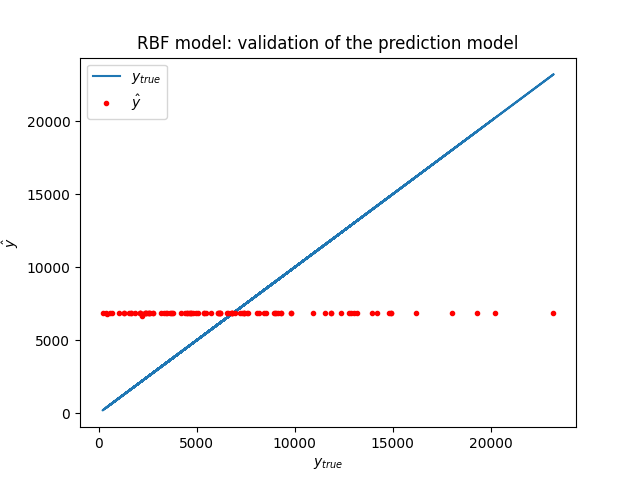 RBF model: validation of the prediction model
y_true
ŷ
20000
15000
10000
5000
0
ŷ
0 5000 10000 15000 20000
y_true